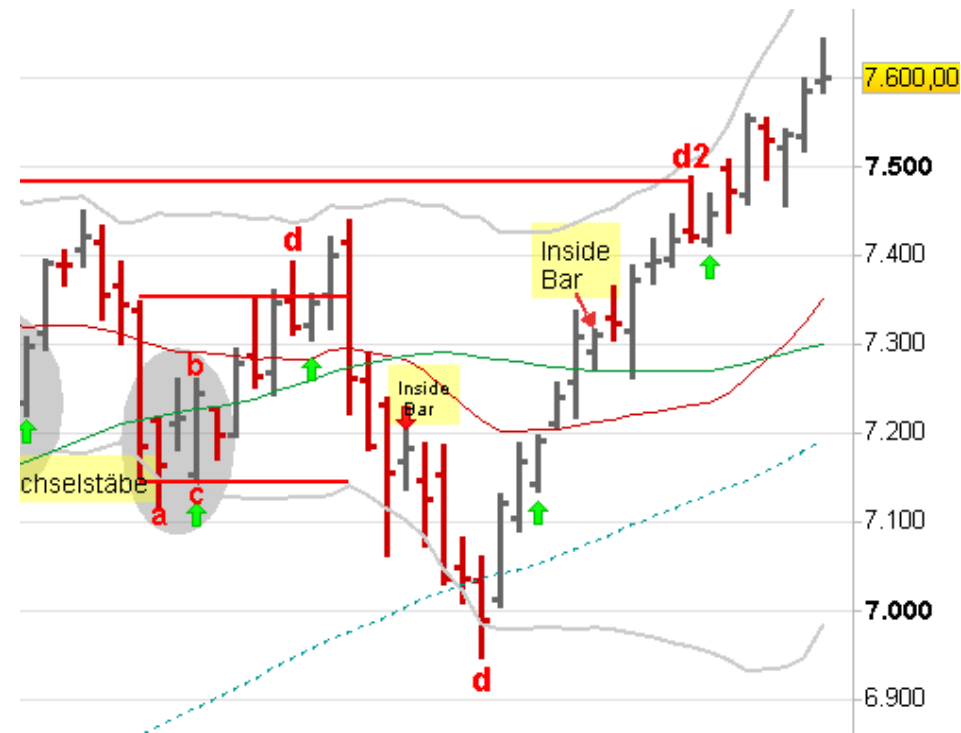 7.600,00
d2
7.500
d
Inside
Bar
7.400
7.300
b
Inside
Bar
7.200
chselstäbe
c
a
7.100
7.000
d
6.900